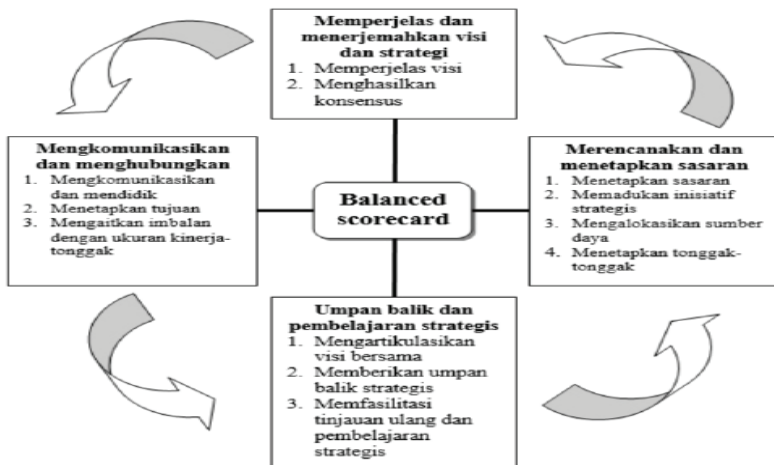 Memperjelas dan
menerjemahkan visi
dan strategi
1. Memperjelas visi
2. Menghasilkan
konsensus
Mengkomunikasikan
dan menghubungkan
1. Mengkomunikasikan
dan mendidik
2. Menetapkan tujuan
3. Mengaitkan imbalan
dengan ukuran kinerja-
tonggak
Balanced
scorecard
Merencanakan dan
menetapkan sasaran
1. Menetapkan sasaran
2. Memadukan inisiatif
strategis
3. Mengalokasikan sumber
daya
4. Menetapkan tonggak-
tonggak
Umpan balik dan
pembelajaran strategis
1. Mengartikulasikan
visi bersama
2. Memberikan umpan
balik strategis
3. Memfasilitasi
tinjauan ulang dan
pembelajaran
strategis